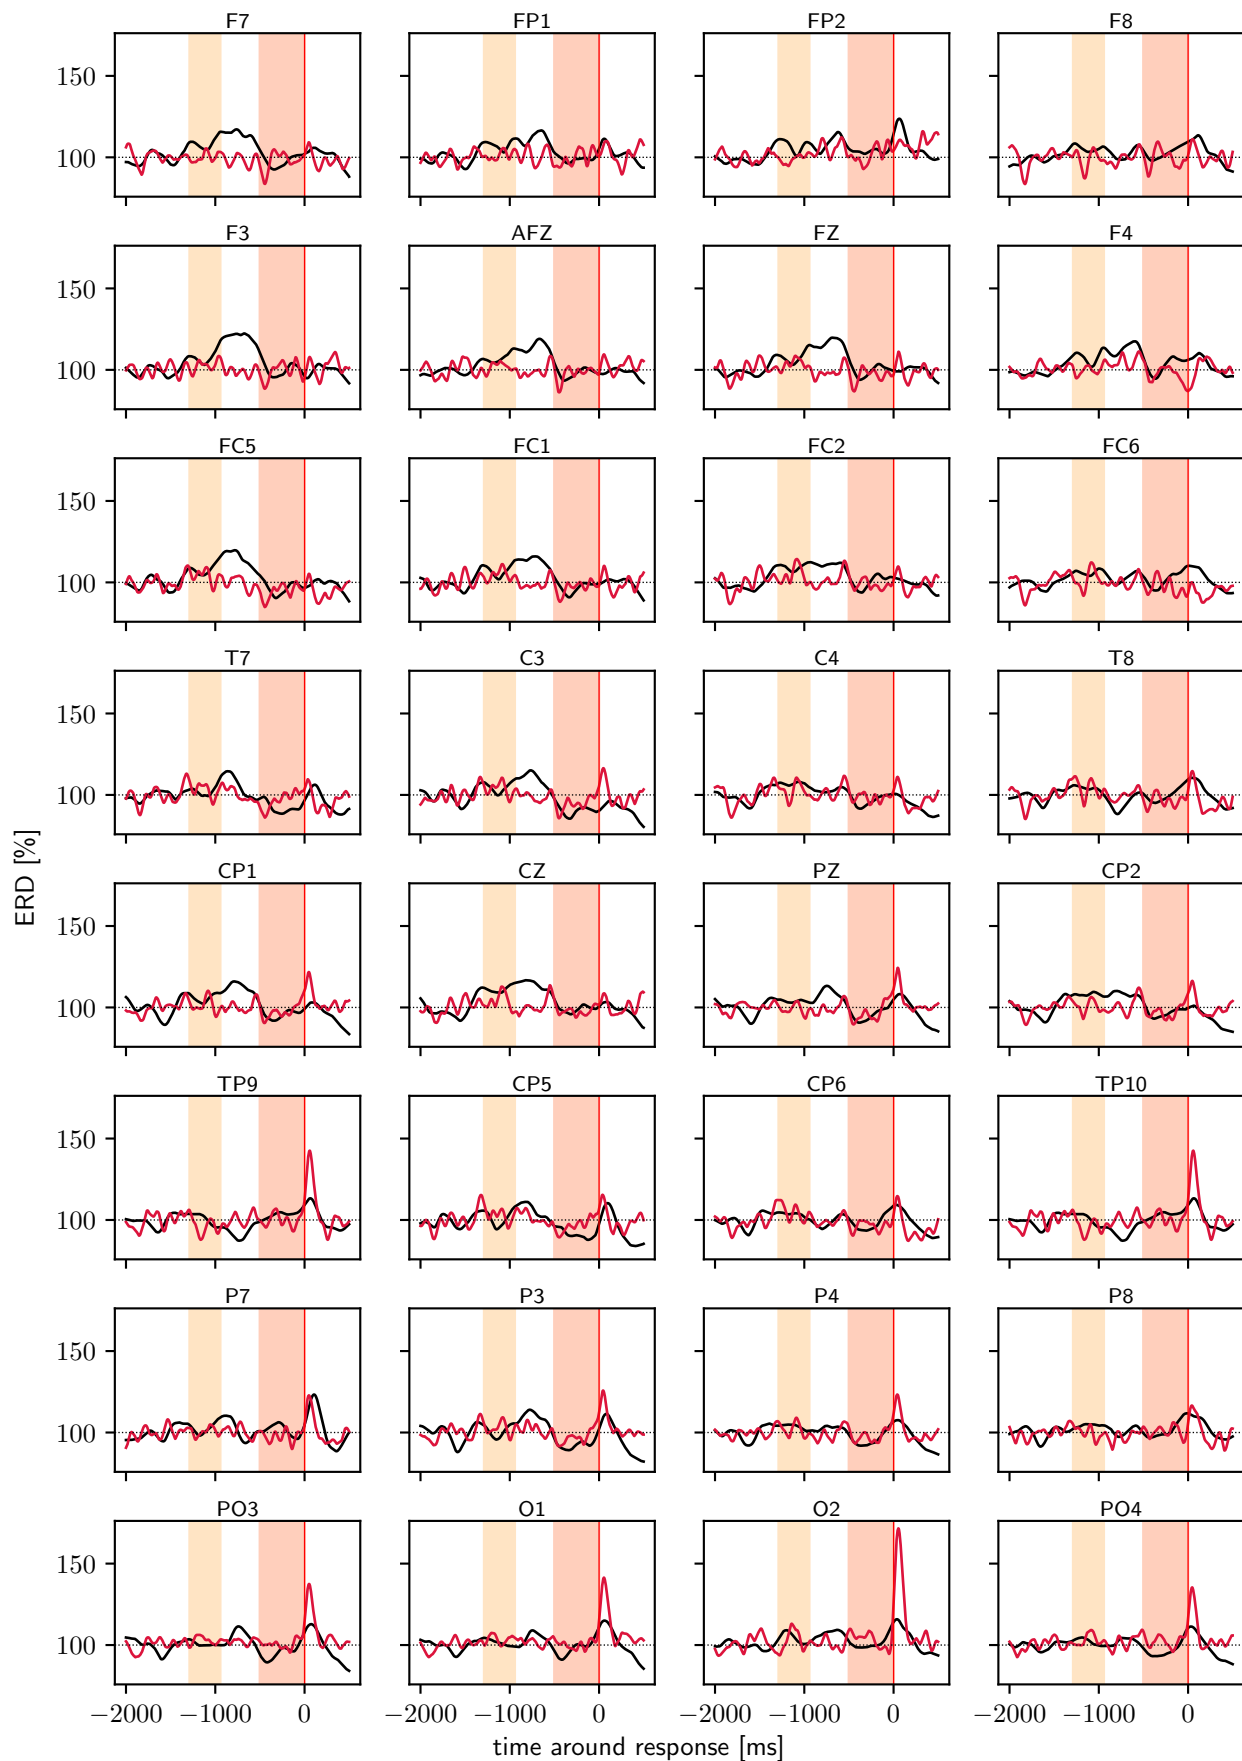 F7 FP1 FP2 F8
150
100
F3 AFZ FZ F4
150
100
FC5 FC1 FC2 FC6
150
100
T7 C3 C4 T8
150
100
CP1 CZ PZ CP2
150
100
TP9 CP5 CP6 TP10
150
100
P7 P3 P4 P8
150
100
PO3 O1 O2 PO4
150
100
−2000 −1000 0 −2000 −1000 0 −2000 −1000 0 −2000 −1000 0
time around response [ms]
ERD [%]